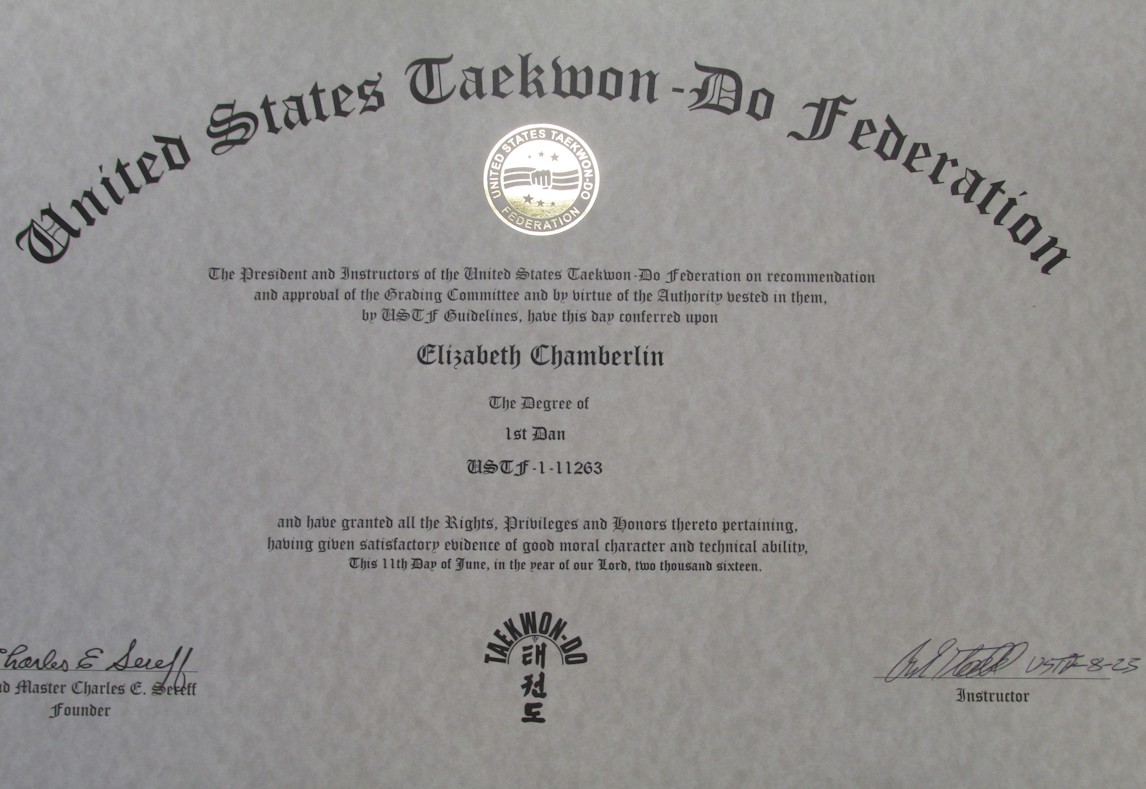 United States Taekwon-Do Federation
UNITED STATES TAEKWON-DO
FEDERATION
The President and Instructors of the United States Taekwon-Do Federation on recommendation
and approval of the Grading Committee and by virtue of the Authority vested in them,
by USTF Guidelines, have this day conferred upon
Elizabeth Chamberlin
The Degree of
1st Dan
USTF-1-11263
and have granted all the Rights, Privileges and Honors thereto pertaining,
having given satisfactory evidence of good moral character and technical ability,
This 11th Day of June, in the year of our Lord, two thousand sixteen.
TAEKWON-DO
태
권
도
Charles E Sereff
Master Charles E. Sereff
Founder
USTF-8-25
Instructor